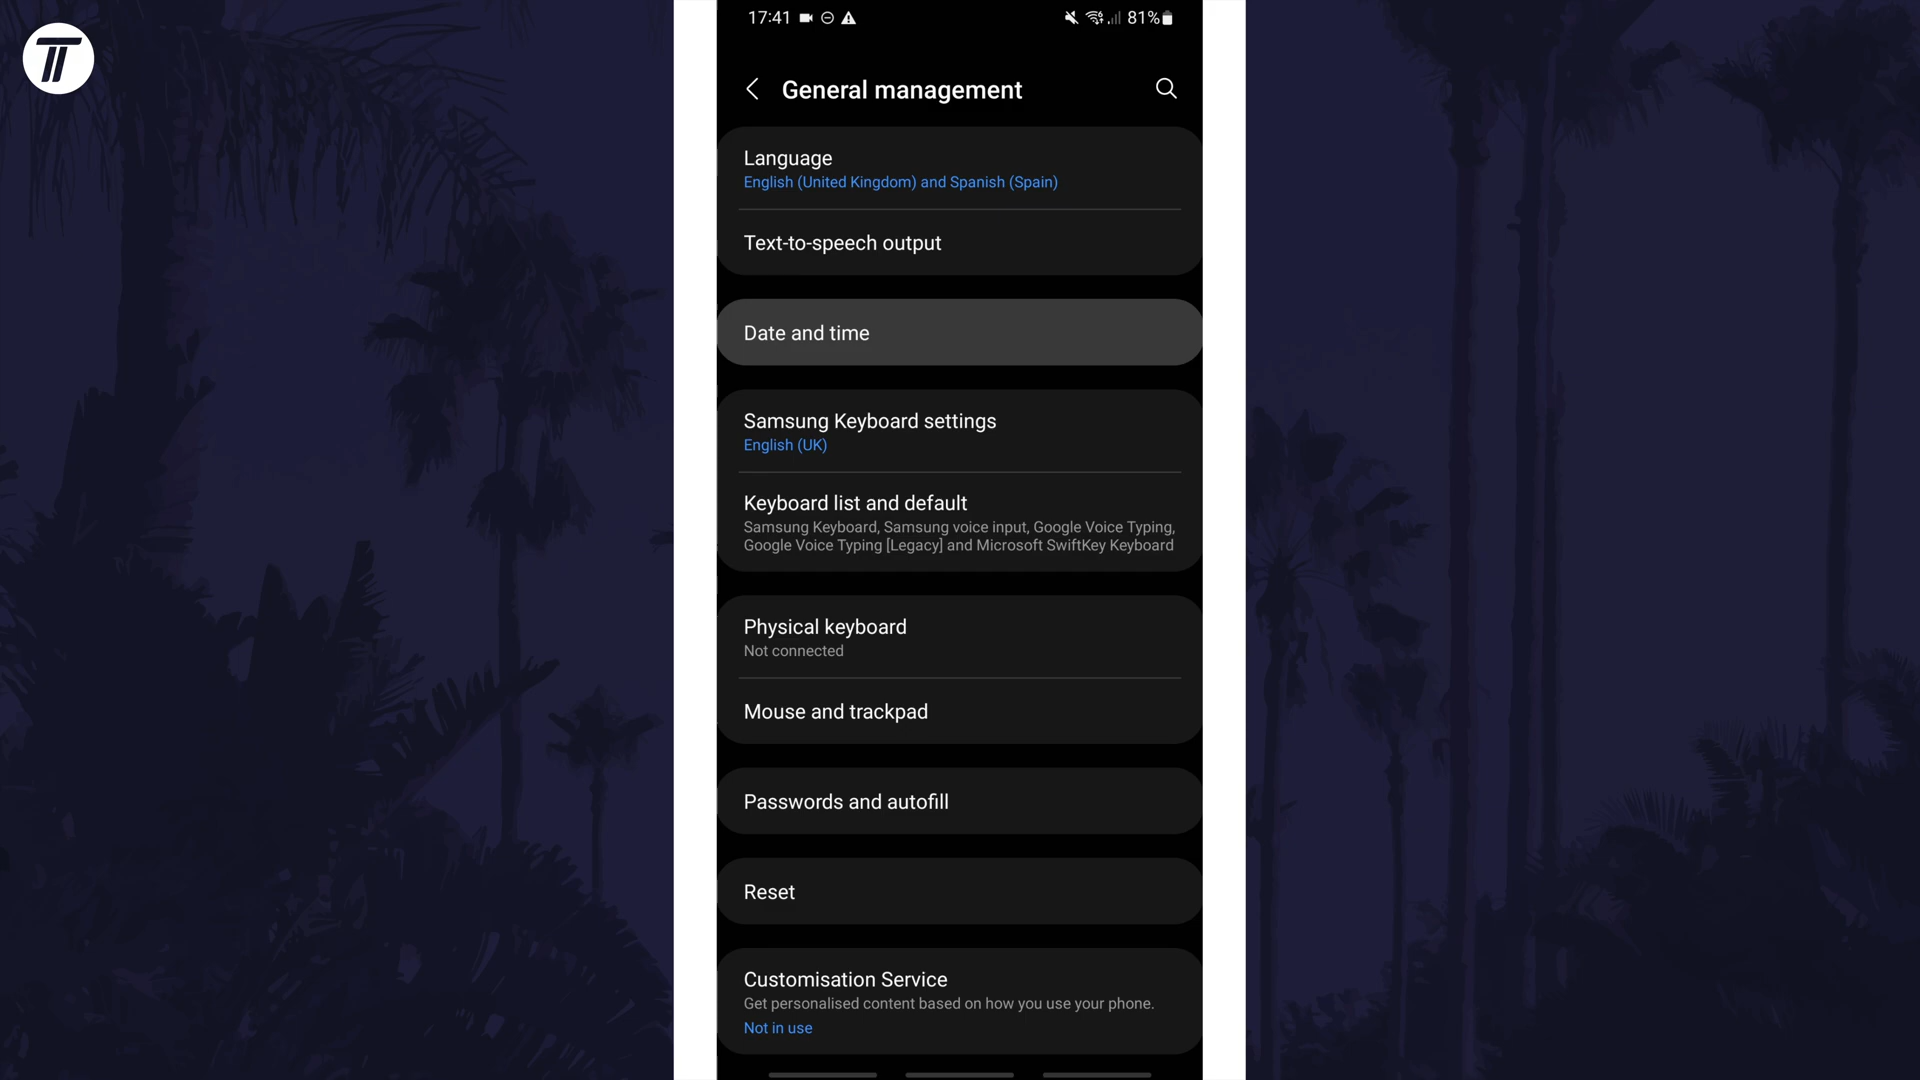 17:41
81%
General management
Language
English (United Kingdom) and Spanish (Spain)
Text-to-speech output
Date and time
Samsung Keyboard settings
English (UK)
Keyboard list and default
Samsung Keyboard, Samsung voice input, Google Voice Typing,
Google Voice Typing [Legacy] and Microsoft SwiftKey Keyboard
Physical keyboard
Not connected
Mouse and trackpad
Passwords and autofill
Reset
Customisation Service
Get personalised content based on how you use your phone.
Not in use